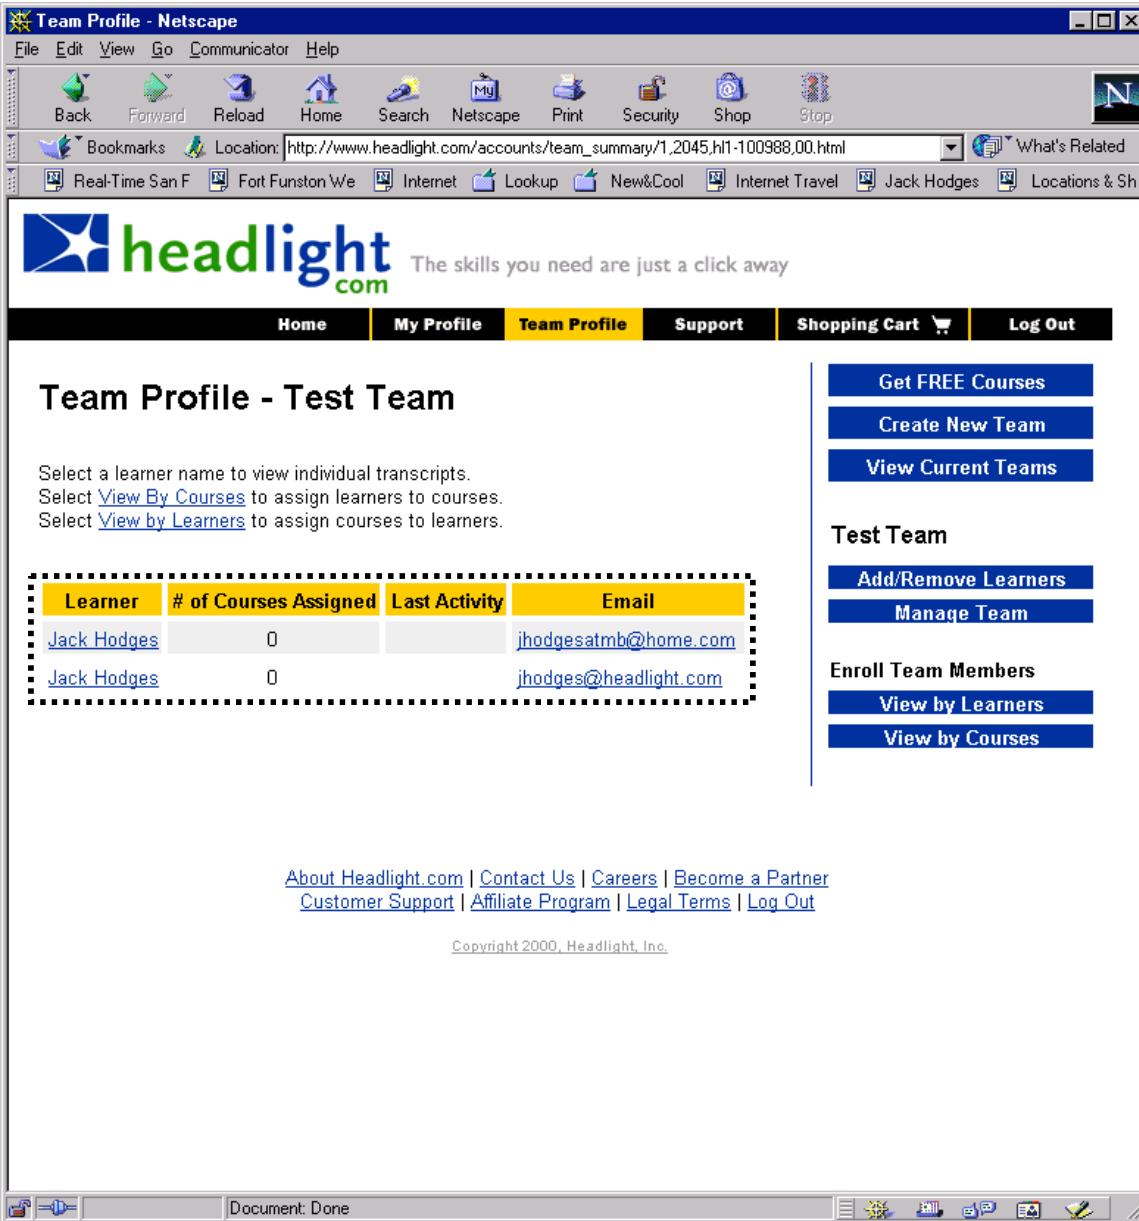 Team Profile - Netscape
File Edit View Go Communicator Help
Back Forward Reload Home Search Netscape Print Security Shop Stop
My
N
Bookmarks Location: http://www.headlight.com/accounts/team_summary/1,2045,hl1-100988,00.html What's Related
Real-Time San F Fort Funston We Internet Lookup New&Cool Internet Travel Jack Hodges Locations & Sh
headlight
com
The skills you need are just a click away
Home My Profile Team Profile Support Shopping Cart Log Out
Team Profile - Test Team
Select a learner name to view individual transcripts.
Select View By Courses to assign learners to courses.
Select View by Learners to assign courses to learners.
Learner # of Courses Assigned Last Activity Email
Jack Hodges 0 jhodgesatmb@home.com
Jack Hodges 0 jhodges@headlight.com
Get FREE Courses
Create New Team
View Current Teams
Test Team
Add/Remove Learners
Manage Team
Enroll Team Members
View by Learners
View by Courses
About Headlight.com | Contact Us | Careers | Become a Partner
Customer Support | Affiliate Program | Legal Terms | Log Out
Copyright 2000, Headlight, Inc.
Document: Done